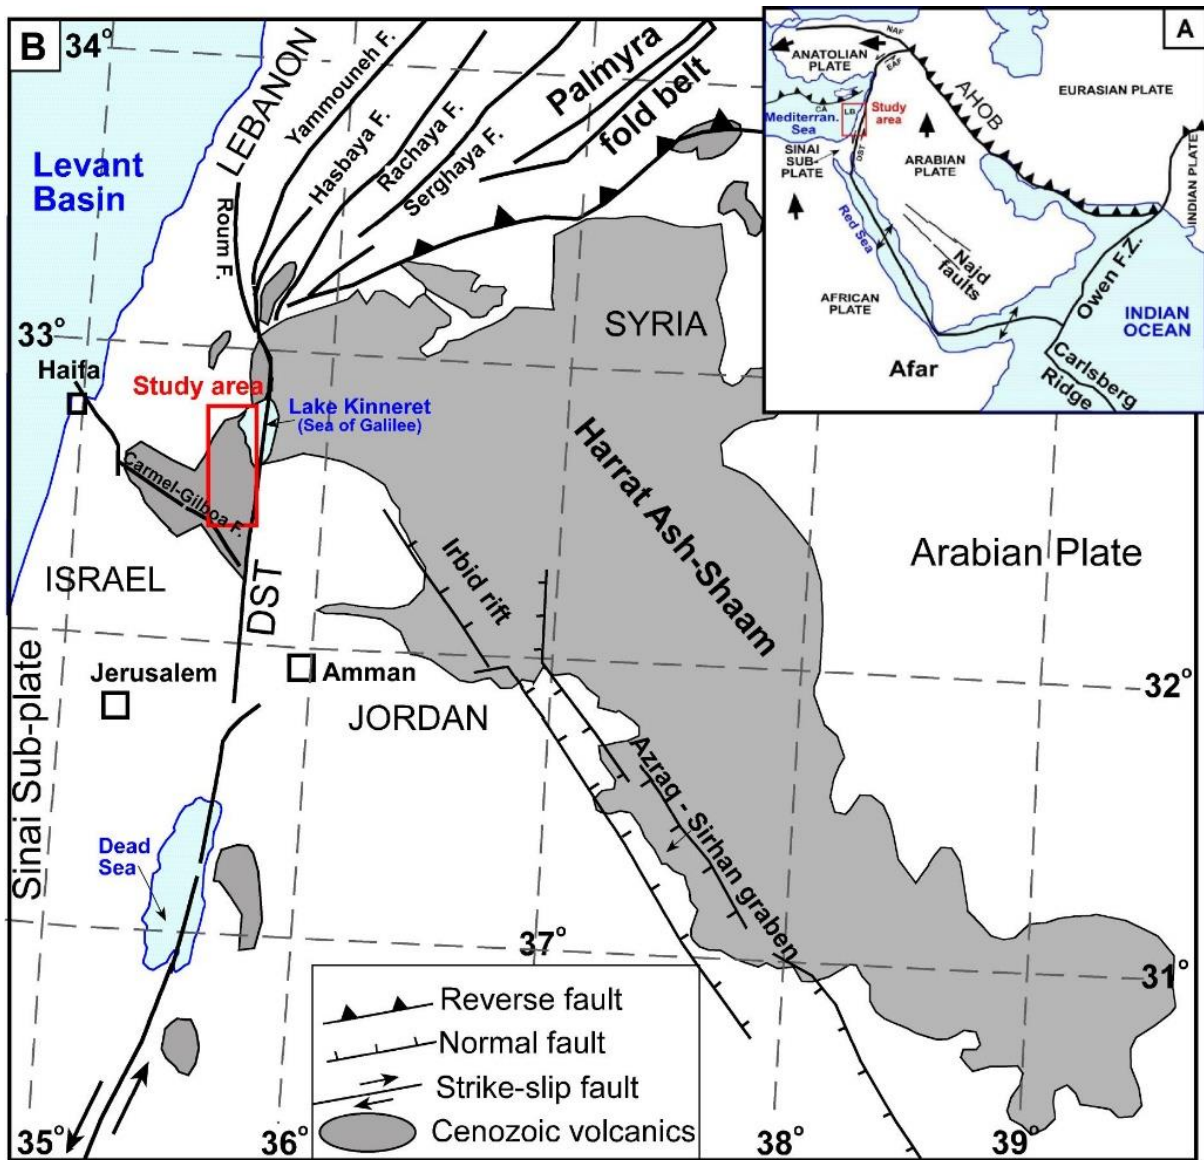 B
34°
LEBANON
Yammouneh F.
Hasbaya F.
Rachaya F.
Serghaya F.
Roum F.
Palmyra
fold belt
Levant
Basin
33°
Haifa
Study area
Lake Kinneret
(Sea of Galilee)
SYRIA
Carmel-Gilboa F.
ISRAEL
DST
Irbid rift
Harrat Ash-Shaam
Arabian Plate
Jerusalem
Amman
JORDAN
32°
Sinai Sub-plate
Azraq - Sirhan graben
Dead
Sea
37°
31°
Reverse fault
Normal fault
Strike-slip fault
Cenozoic volcanics
35°
36°
38°
39°
A
NAF
ANATOLIAN
PLATE
EAF
AHOB
EURASIAN PLATE
CA
LB
Mediterran.
Sea
Study
area
SINAI
SUB-
PLATE
DST
ARABIAN
PLATE
INDIAN PLATE
Red Sea
Najd
faults
Owen F.Z.
AFRICAN
PLATE
INDIAN
OCEAN
Afar
Carlsberg
Ridge